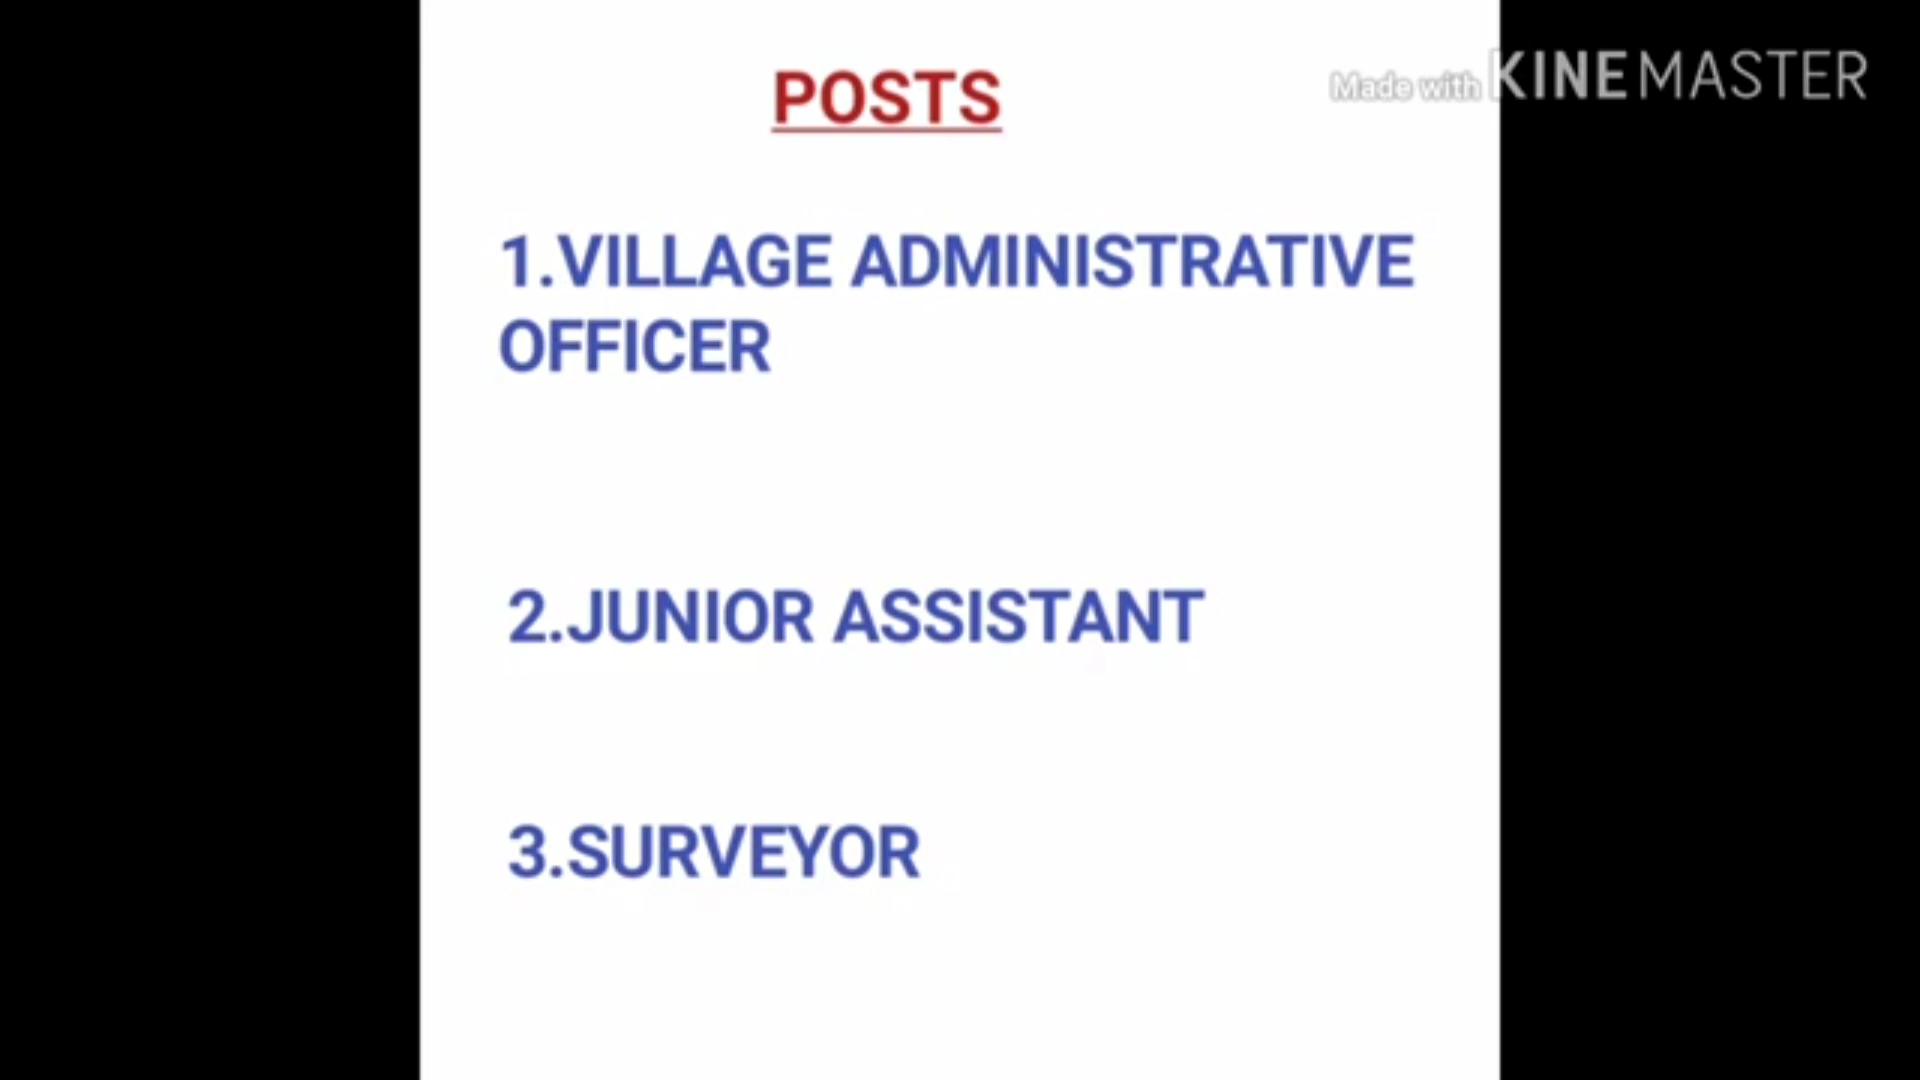 POSTS
Made with KINEMASTER
1.VILLAGE ADMINISTRATIVE
OFFICER
2.JUNIOR ASSISTANT
3.SURVEYOR